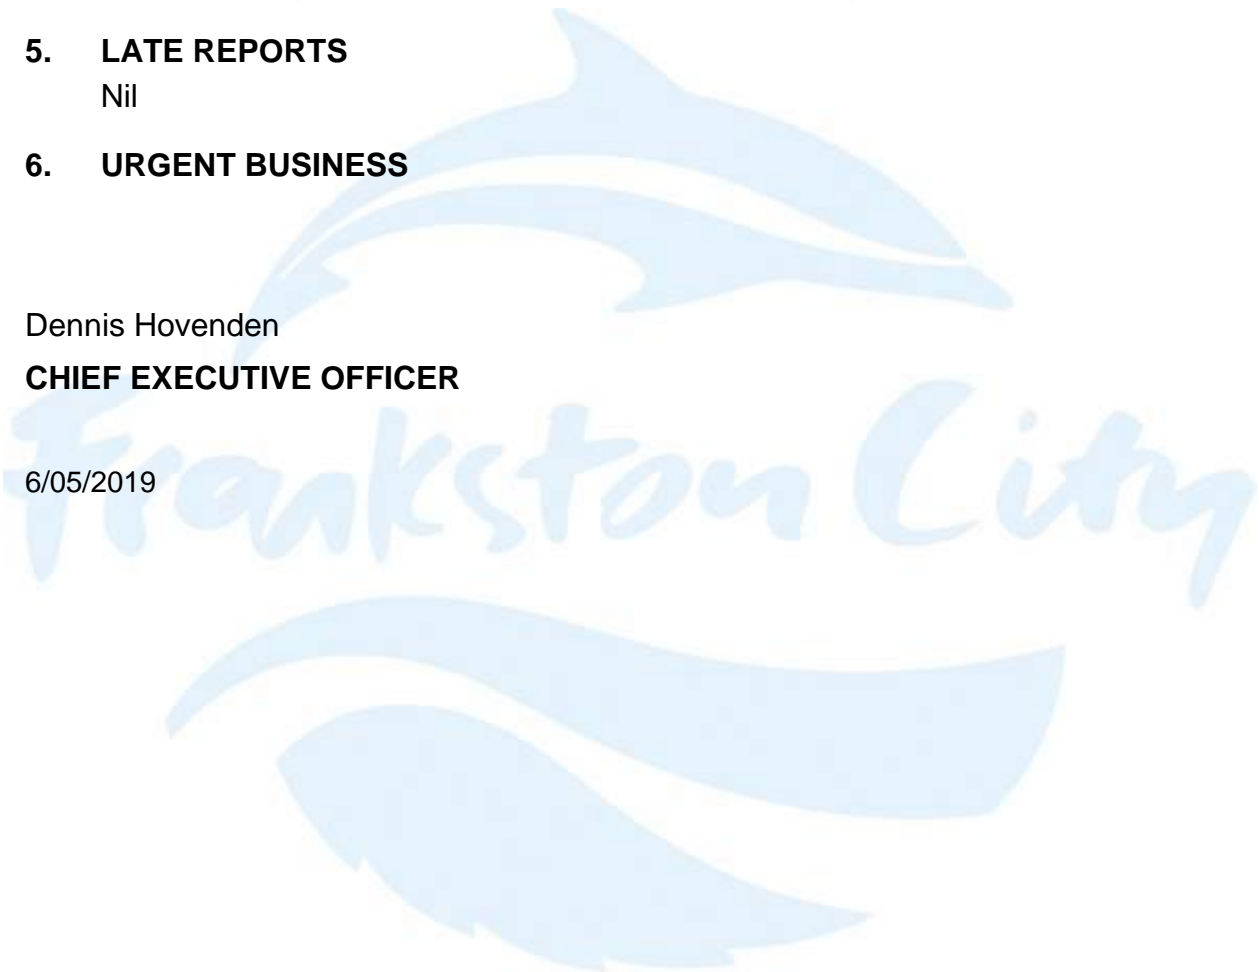 5. LATE REPORTS
Nil
6. URGENT BUSINESS
Dennis Hovenden
CHIEF EXECUTIVE OFFICER
6/05/2019
Frankston City